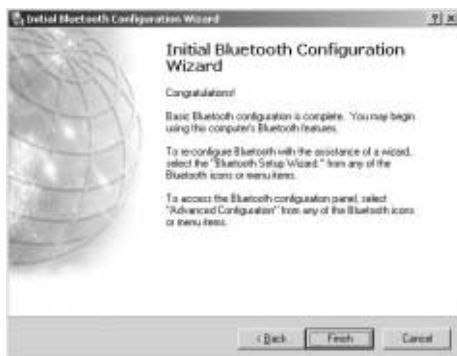 Initial Bluetooth Configuration Wizard
Initial Bluetooth Configuration
Wizard
Congratulations!
Basic Bluetooth configuration is complete. You may begin
using this computer's Bluetooth features.
To re-configure Bluetooth with the assistance of a wizard,
select the "Bluetooth Setup Wizard." from any of the
Bluetooth icons or menu items.
To access the Bluetooth configuration panel, select
"Advanced Configuration" from any of the Bluetooth icons
or menu items.
< Back
Finish
Cancel